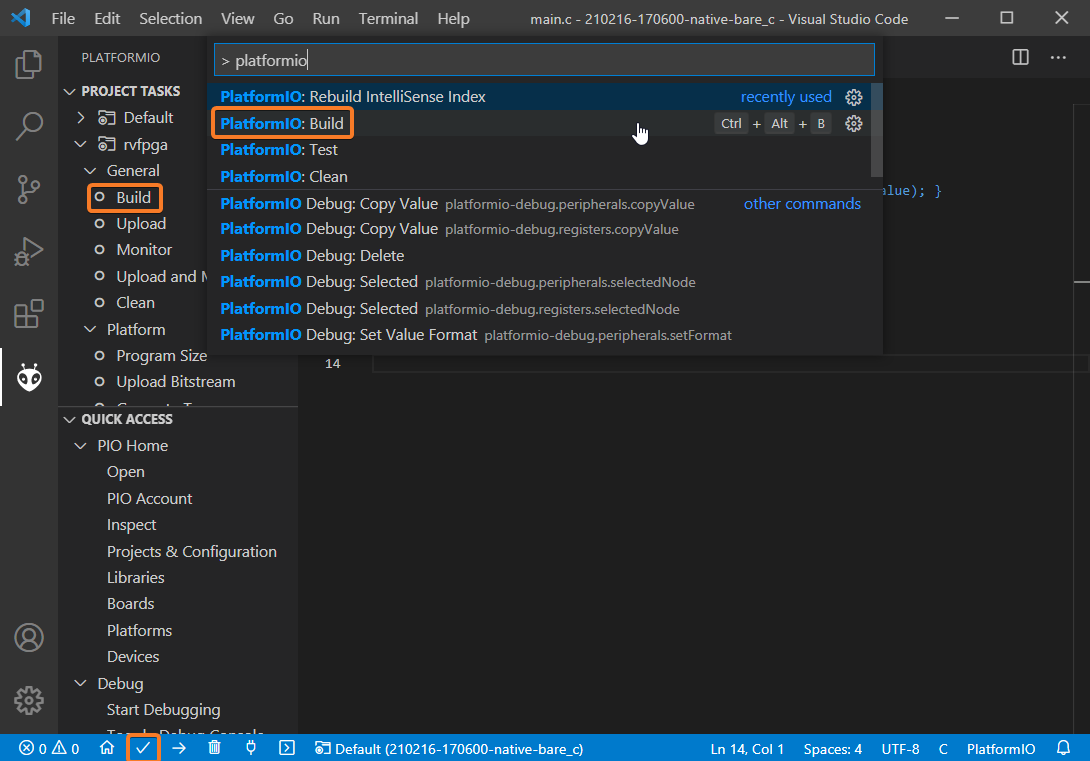 File Edit Selection View Go Run Terminal Help main.c - 210216-170600-native-bare_c - Visual Studio Code
PLATFORMIO
> platformio
PROJECT TASKS
Default
rvfpga
General
Build
Upload
Monitor
Upload and
Clean
Platform
Program Size
Upload Bitstream
PlatformIO: Rebuild IntelliSense Index recently used
PlatformIO: Build Ctrl + Alt + B
PlatformIO: Test
PlatformIO: Clean
PlatformIO Debug: Copy Value platformio-debug.peripherals.copyValue other commands
PlatformIO Debug: Copy Value platformio-debug.registers.copyValue
PlatformIO Debug: Delete
PlatformIO Debug: Selected platformio-debug.peripherals.selectedNode
PlatformIO Debug: Selected platformio-debug.registers.selectedNode
PlatformIO Debug: Set Value Format platformio-debug.peripherals.setFormat
alue); }
14
QUICK ACCESS
PIO Home
Open
PIO Account
Inspect
Projects & Configuration
Libraries
Boards
Platforms
Devices
Debug
Start Debugging
0 0 Default (210216-170600-native-bare_c) Ln 14, Col 1 Spaces: 4 UTF-8 C PlatformIO